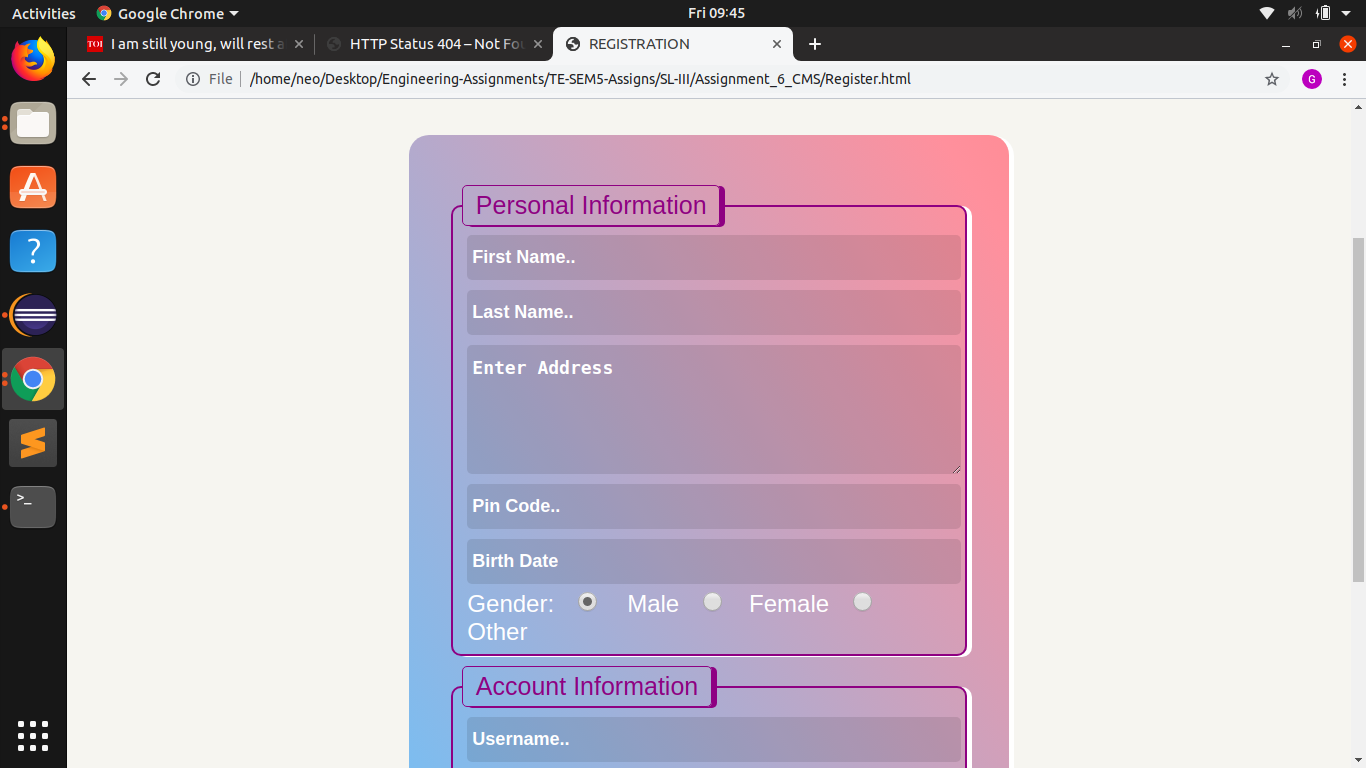 Activities Google Chrome Fri 09:45
TOI I am still young, will rest a HTTP Status 404 – Not Fou REGISTRATION
File /home/neo/Desktop/Engineering-Assignments/TE-SEM5-Assigns/SL-III/Assignment_6_CMS/Register.html G
Personal Information
First Name..
Last Name..
Enter Address
Pin Code..
Birth Date
Gender: Male Female
Other
Account Information
Username..
?
>_